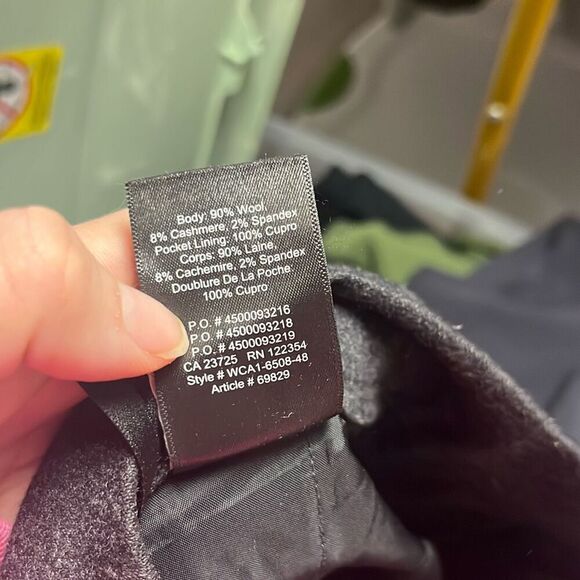 Body: 90% Wool,
8% Cashmere, 2% Spandex
Pocket Lining: 100% Cupro
Corps: 90% Laine,
8% Cachemire, 2% Spandex
Doublure De La Poche:
100% Cupro
P.O. # 4500093216
P.O. # 4500093218
P.O. # 4500093219
CA 23725 RN 122354
Style # WCA1-6508-48
Article # 69829